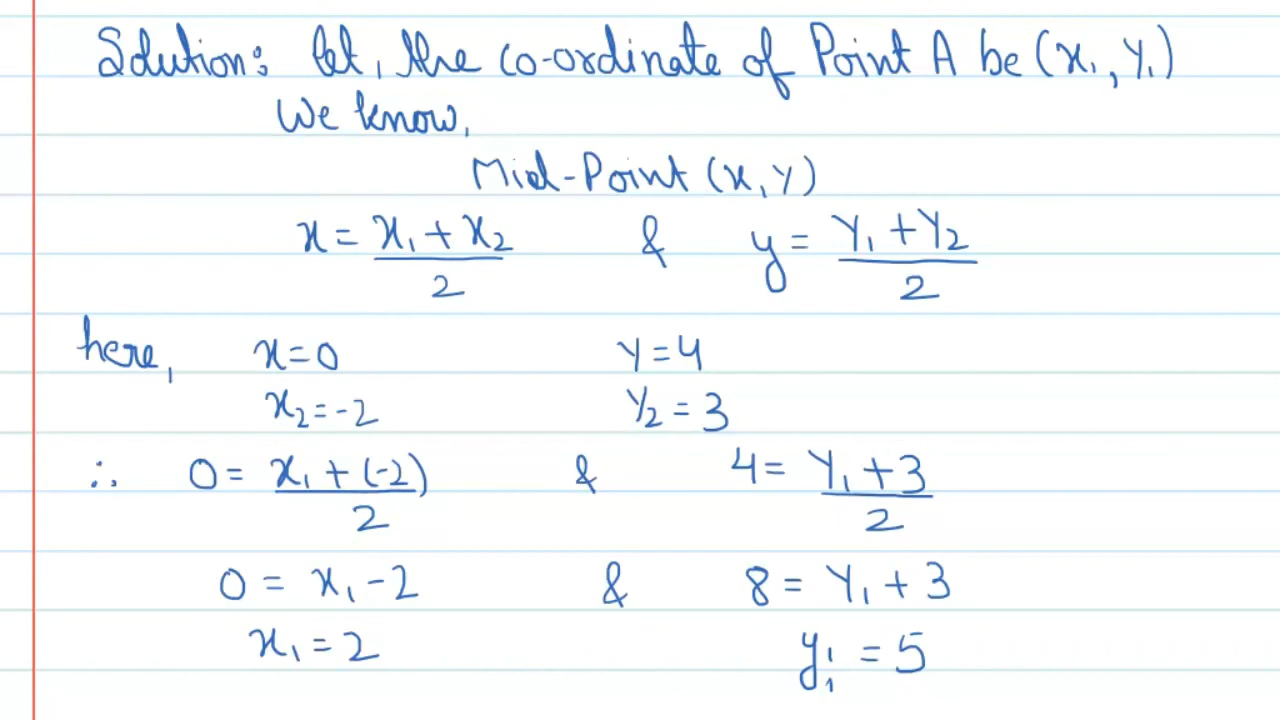 Solution: let, the co-ordinate of Point A be (x₁, y₁)
We know,
Mid-Point (x, y)
x = (x₁ + x₂)/2 & y = (y₁ + y₂)/2
here, x = 0 y = 4
x₂ = -2 y₂ = 3
∴ 0 = (x₁ + (-2))/2 & 4 = (y₁ + 3)/2
0 = x₁ - 2 & 8 = y₁ + 3
x₁ = 2 y₁ = 5